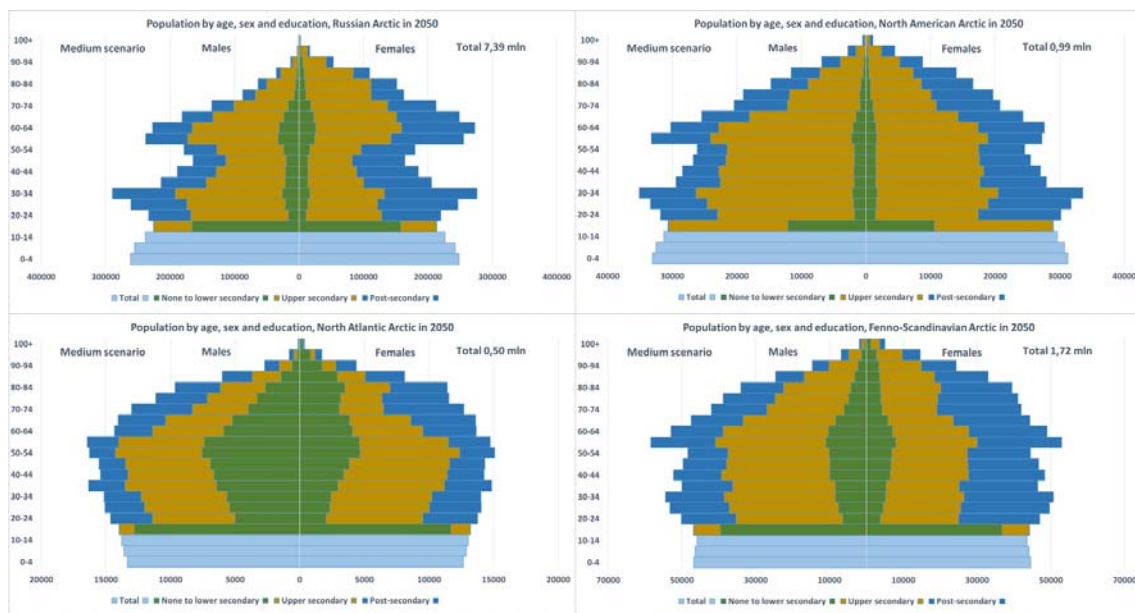 Population by age, sex and education, Russian Arctic in 2050
Medium scenario Males Females Total 7,39 mln
100+
90-94
80-84
70-74
60-64
50-54
40-44
30-34
20-24
10-14
0-4
400000 300000 200000 100000 0 100000 200000 300000 400000
Total None to lower secondary Upper secondary Post-secondary
Population by age, sex and education, North American Arctic in 2050
Medium scenario Males Females Total 0,99 mln
100+
90-94
80-84
70-74
60-64
50-54
40-44
30-34
20-24
10-14
0-4
40000 30000 20000 10000 0 10000 20000 30000 40000
Total None to lower secondary Upper secondary Post-secondary
Population by age, sex and education, North Atlantic Arctic in 2050
Medium scenario Males Females Total 0,50 mln
100+
90-94
80-84
70-74
60-64
50-54
40-44
30-34
20-24
10-14
0-4
20000 15000 10000 5000 0 5000 10000 15000 20000
Total None to lower secondary Upper secondary Post-secondary
Population by age, sex and education, Fenno-Scandinavian Arctic in 2050
Medium scenario Males Females Total 1,72 mln
100+
90-94
80-84
70-74
60-64
50-54
40-44
30-34
20-24
10-14
0-4
70000 50000 30000 10000 10000 30000 50000 70000
Total None to lower secondary Upper secondary Post-secondary